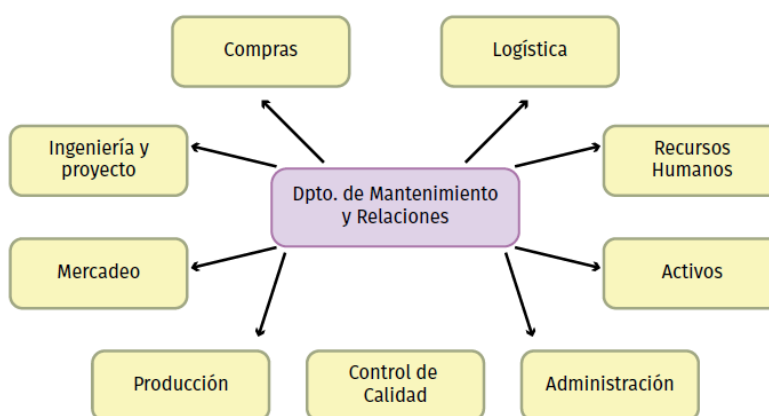 Compras
Logística
Ingeniería y
proyecto
Recursos
Humanos
Dpto. de Mantenimiento
y Relaciones
Mercadeo
Activos
Producción
Control de
Calidad
Administración